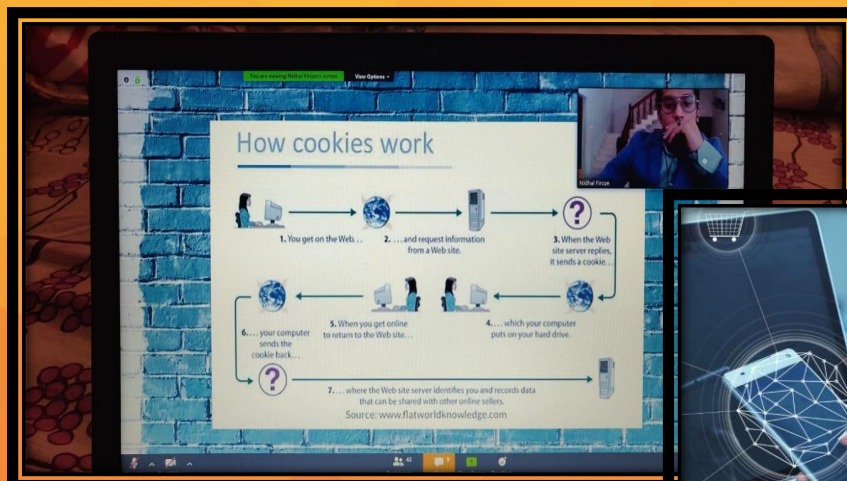 You are viewing Nidhal Firoze's screen
View Options
How cookies work
Nidhal Firoze
1. You get on the Web. . .
2. . . . and request information
from a Web site.
3. When the Web
site server replies,
it sends a cookie. . .
4. . . . which your computer
puts on your hard drive.
5. When you get online
to return to the Web site. . .
6. . . . your computer
sends the
cookie back. . .
7. . . . where the Web site server identifies you and records data
that can be shared with other online sellers.
Source: www.flatworldknowledge.com
42